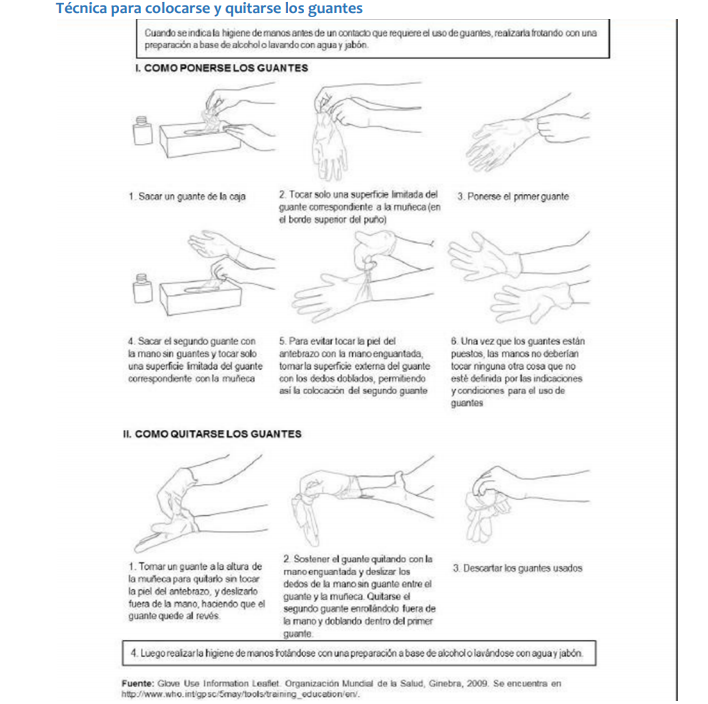 Técnica para colocarse y quitarse los guantes
Cuando se indica la higiene de manos antes de un contacto que requiere el uso de guantes, realizarla frotando con una
preparación a base de alcohol o lavando con agua y jabón.
I. COMO PONERSE LOS GUANTES
1. Sacar un guante de la caja
2. Tocar solo una superficie limitada del
guante correspondiente a la muñeca (en
el borde superior del puño)
3. Ponerse el primer guante
4. Sacar el segundo guante con
la mano sin guantes y tocar solo
una superficie limitada del guante
correspondiente con la muñeca
5. Para evitar tocar la piel del
antebrazo con la mano enguantada,
tomar la superficie externa del guante
con los dedos doblados, permitiendo
así la colocación del segundo guante
6. Una vez que los guantes están
puestos, las manos no deberían
tocar ninguna otra cosa que no
esté definida por las indicaciones
y condiciones para el uso de
guantes
II. COMO QUITARSE LOS GUANTES
1. Tomar un guante a la altura de
la muñeca para quitarlo sin tocar
la piel del antebrazo, y deslizarlo
fuera de la mano, haciendo que el
guante quede al revés.
2. Sostener el guante quitando con la
mano enguantada y deslizar los
dedos de la mano sin guante entre el
guante y la muñeca. Quitarse el
segundo guante enrollándolo fuera de
la mano y doblando dentro del primer
guante.
3. Descartar los guantes usados
4. Luego realizar la higiene de manos frotándose con una preparación a base de alcohol o lavándose con agua y jabón.
Fuente: Glove Use Information Leaflet. Organización Mundial de la Salud, Ginebra, 2009. Se encuentra en
http://www.who.int/gpsc/5may/tools/training_education/en/.